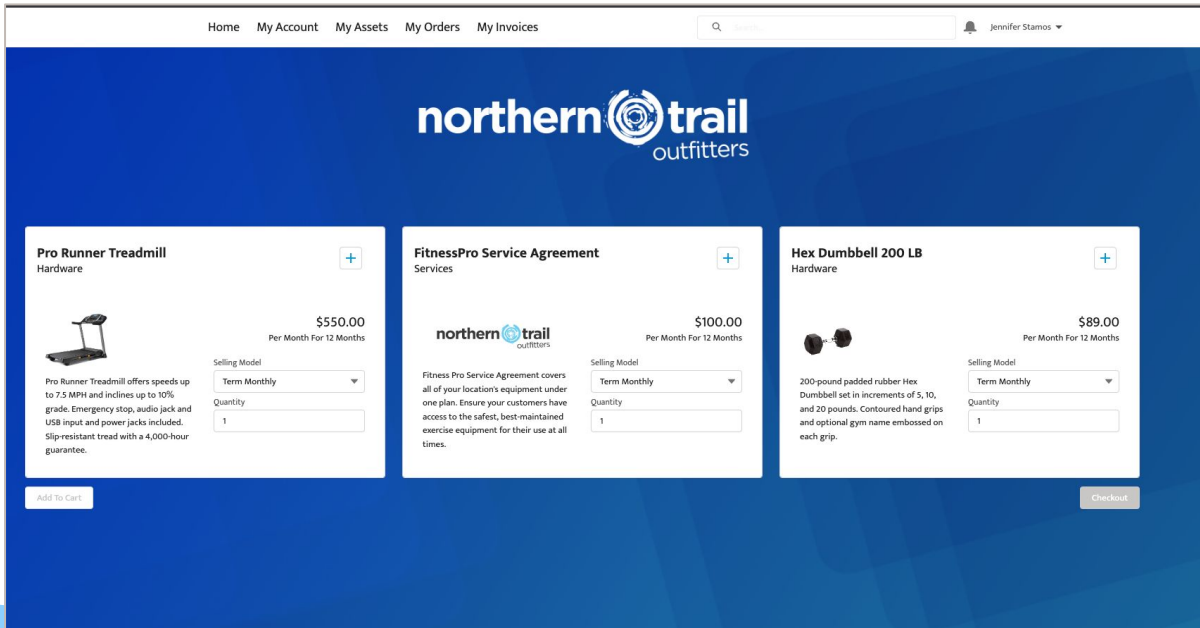 Home My Account My Assets My Orders My Invoices
Search...
Jennifer Stamos
northern trail
outfitters
Pro Runner Treadmill
Hardware
$550.00
Per Month For 12 Months
Selling Model
Term Monthly
Quantity
1
Pro Runner Treadmill offers speeds up
to 7.5 MPH and inclines up to 10%
grade. Emergency stop, audio jack and
USB input and power jacks included.
Slip-resistant tread with a 4,000-hour
guarantee.
FitnessPro Service Agreement
Services
northern trail
outfitters
$100.00
Per Month For 12 Months
Selling Model
Term Monthly
Quantity
1
Fitness Pro Service Agreement covers
all of your location's equipment under
one plan. Ensure your customers have
access to the safest, best-maintained
exercise equipment for their use at all
times.
Hex Dumbbell 200 LB
Hardware
$89.00
Per Month For 12 Months
Selling Model
Term Monthly
Quantity
1
200-pound padded rubber Hex
Dumbbell set in increments of 5, 10,
and 20 pounds. Contoured hand grips
and optional gym name embossed on
each grip.
Add To Cart
Checkout